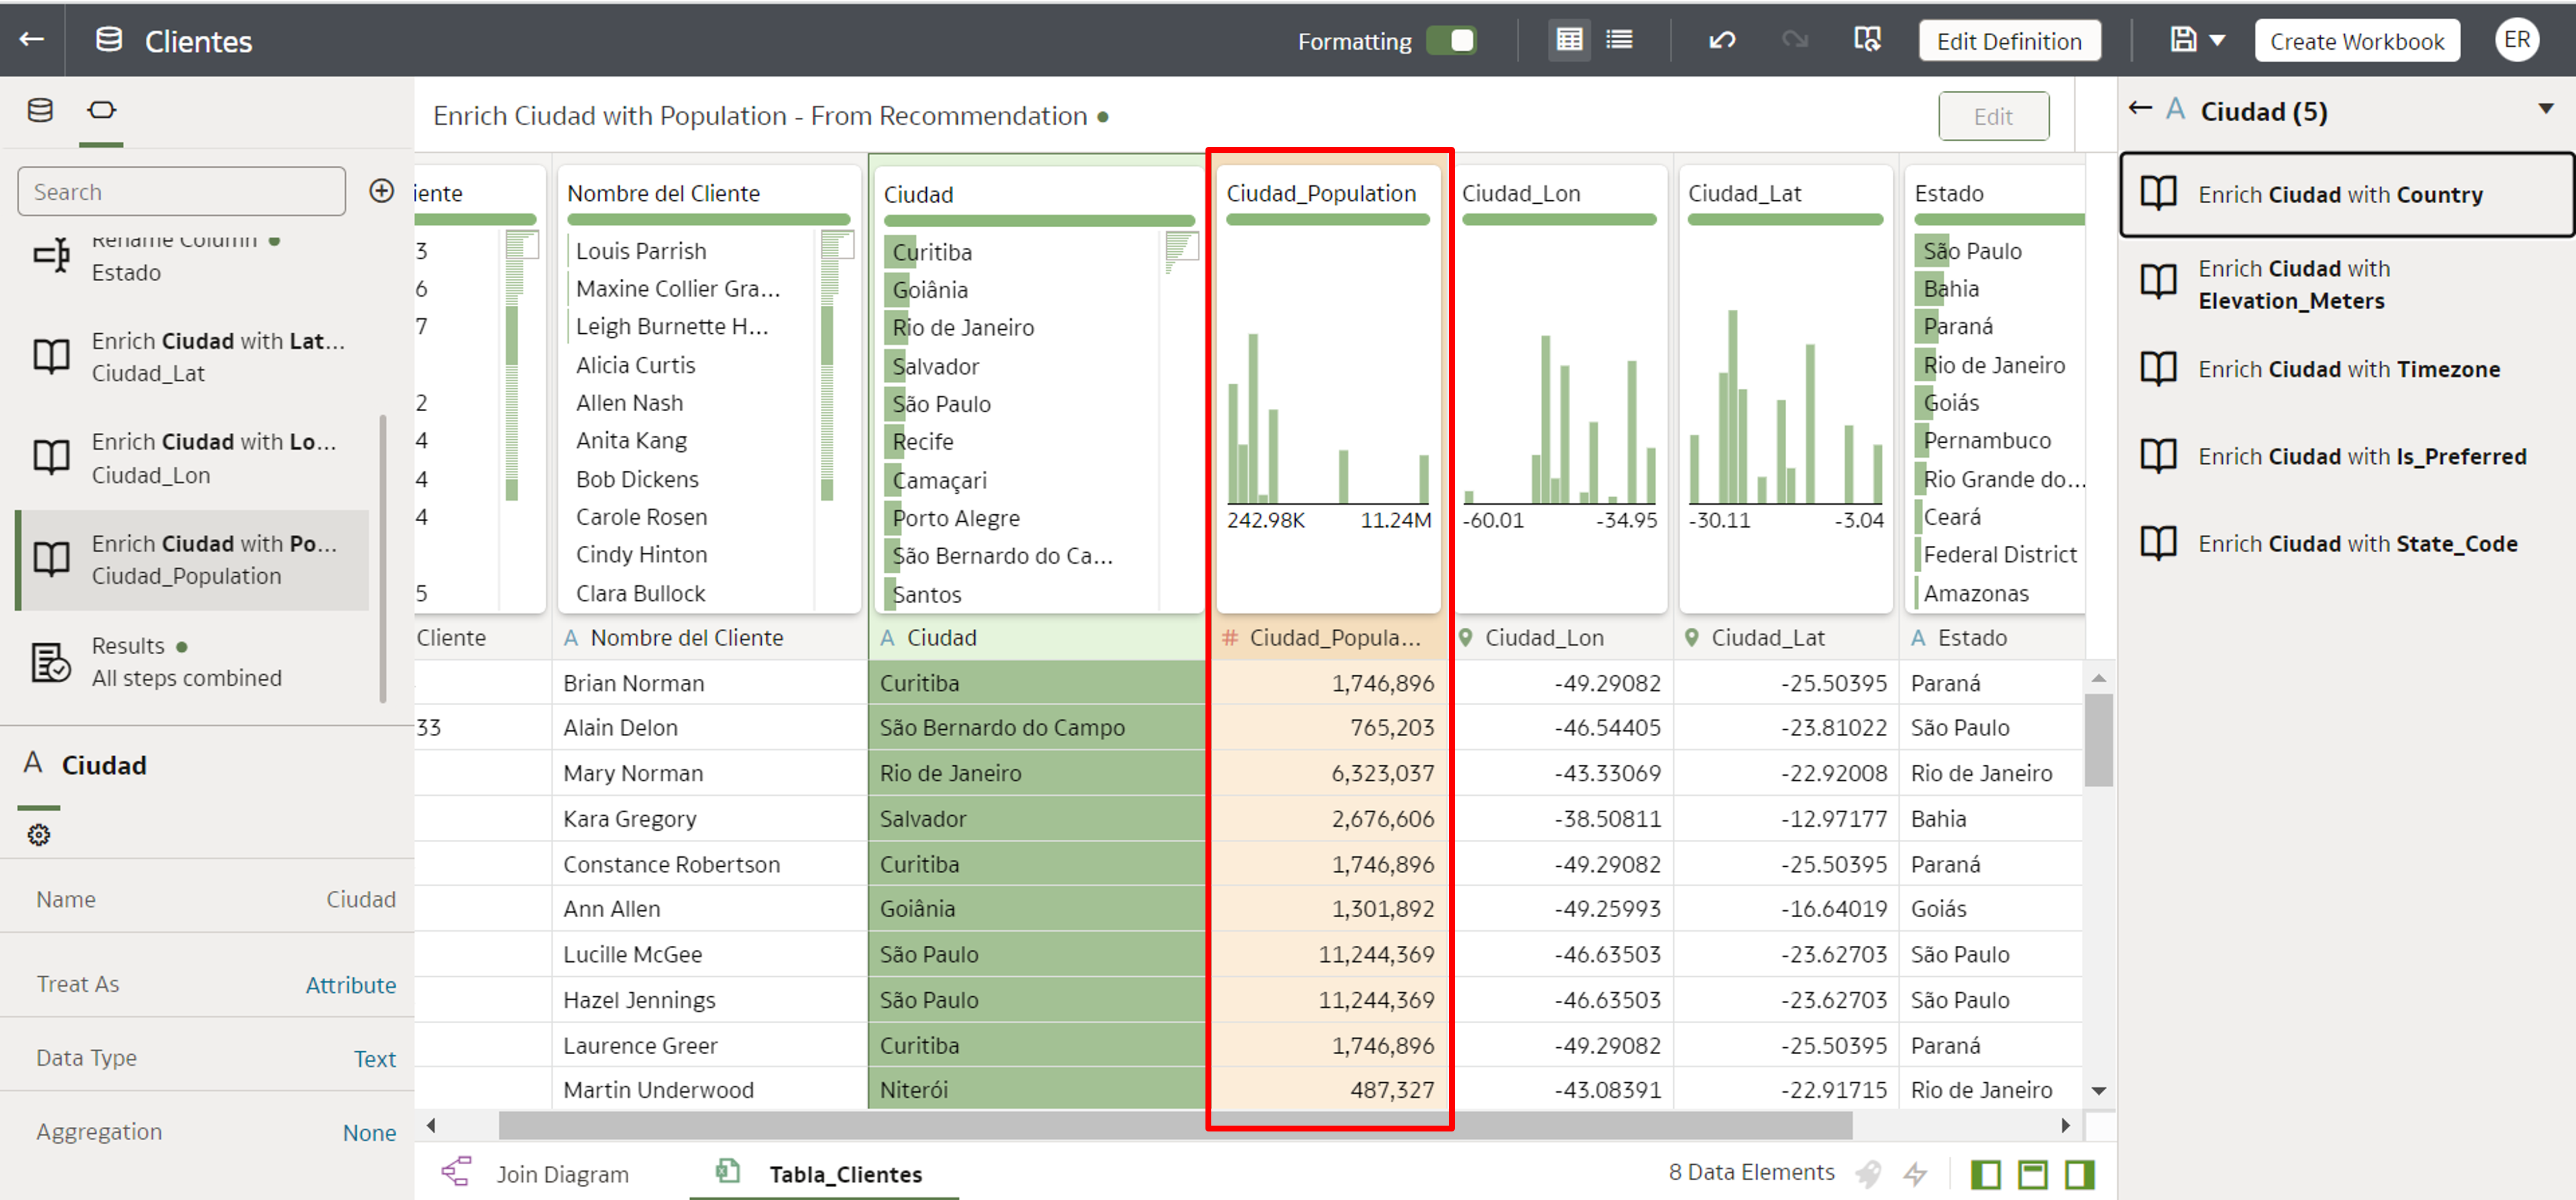 Clientes
Formatting
Edit Definition
Create Workbook
ER
Search
Rename Column
Estado
Enrich Ciudad with Lat...
Ciudad_Lat
Enrich Ciudad with Lo...
Ciudad_Lon
Enrich Ciudad with Po...
Ciudad_Population
Results
All steps combined
A Ciudad
Name Ciudad
Treat As Attribute
Data Type Text
Aggregation None
Enrich Ciudad with Population - From Recommendation
Edit
iente
3
6
7
2
4
4
4
5
Nombre del Cliente
Louis Parrish
Maxine Collier Gra...
Leigh Burnette H...
Alicia Curtis
Allen Nash
Anita Kang
Bob Dickens
Carole Rosen
Cindy Hinton
Clara Bullock
Ciudad
Curitiba
Goiânia
Rio de Janeiro
Salvador
São Paulo
Recife
Camaçari
Porto Alegre
São Bernardo do Ca...
Santos
Ciudad_Population
242.98K 11.24M
Ciudad_Lon
-60.01 -34.95
Ciudad_Lat
-30.11 -3.04
Estado
São Paulo
Bahia
Paraná
Rio de Janeiro
Goiás
Pernambuco
Rio Grande do...
Ceará
Federal District
Amazonas
Cliente A Nombre del Cliente A Ciudad # Ciudad_Popula... Ciudad_Lon Ciudad_Lat A Estado
Brian Norman Curitiba 1,746,896 -49.29082 -25.50395 Paraná
33 Alain Delon São Bernardo do Campo 765,203 -46.54405 -23.81022 São Paulo
Mary Norman Rio de Janeiro 6,323,037 -43.33069 -22.92008 Rio de Janeiro
Kara Gregory Salvador 2,676,606 -38.50811 -12.97177 Bahia
Constance Robertson Curitiba 1,746,896 -49.29082 -25.50395 Paraná
Ann Allen Goiânia 1,301,892 -49.25993 -16.64019 Goiás
Lucille McGee São Paulo 11,244,369 -46.63503 -23.62703 São Paulo
Hazel Jennings São Paulo 11,244,369 -46.63503 -23.62703 São Paulo
Laurence Greer Curitiba 1,746,896 -49.29082 -25.50395 Paraná
Martin Underwood Niterói 487,327 -43.08391 -22.91715 Rio de Janeiro
Join Diagram
Tabla_Clientes
8 Data Elements
A Ciudad (5)
Enrich Ciudad with Country
Enrich Ciudad with
Elevation_Meters
Enrich Ciudad with Timezone
Enrich Ciudad with Is_Preferred
Enrich Ciudad with State_Code